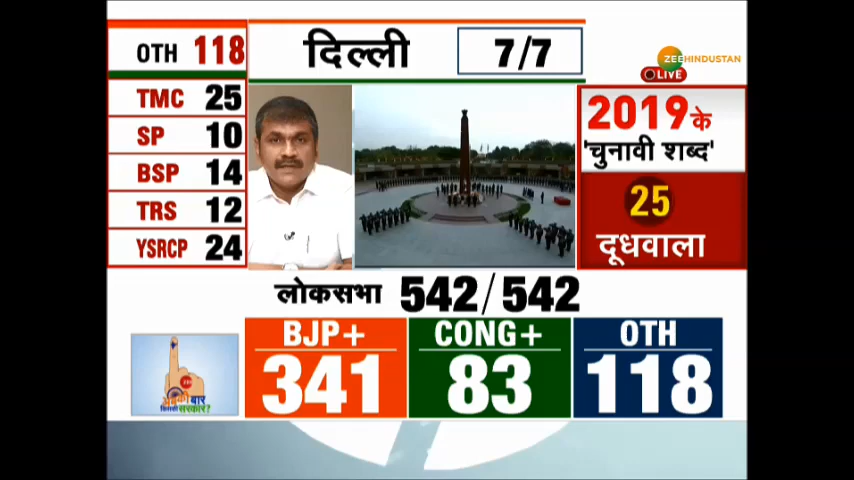 OTH 118
TMC 25
SP 10
BSP 14
TRS 12
YSRCP 24
दिल्ली 7/7
ZEE HINDUSTAN
LIVE
2019 के
'चुनावी शब्द'
25
दूधवाला
लोकसभा 542/542
BJP+
341
CONG+
83
OTH
118
बार
सरकार?